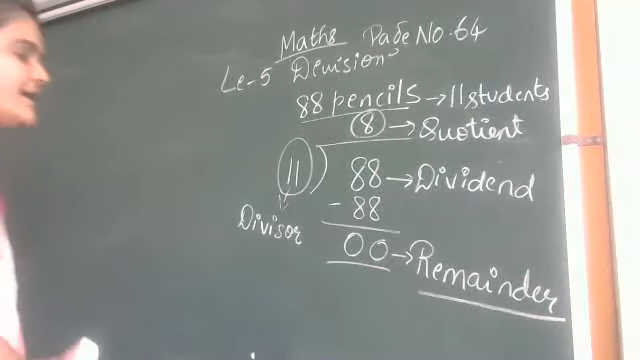 Maths Page No. 64
Le-5 Devision
88 pencils → 11 students
8 → Quotient
11) 88 → Dividend
- 88
Divisor
00 → Remainder